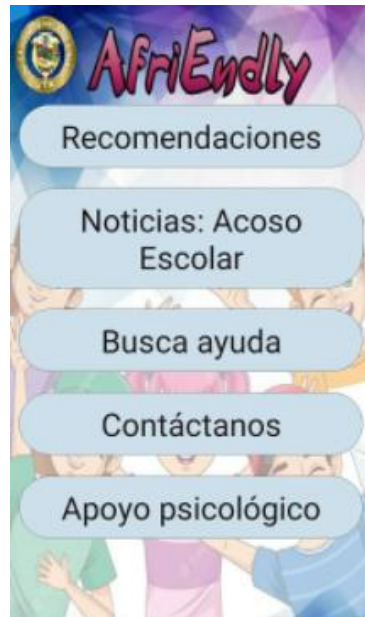 AfriEndly
Recomendaciones
Noticias: Acoso
Escolar
Busca ayuda
Contáctanos
Apoyo psicológico